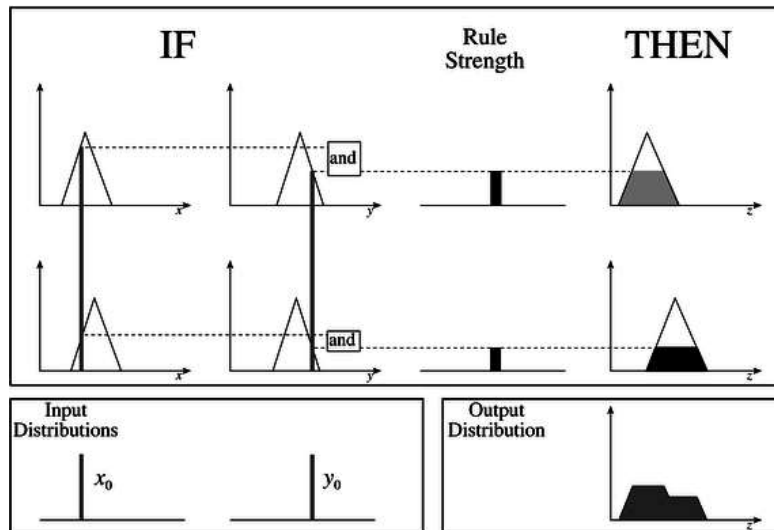 IF
Rule
Strength
THEN
and
x
y
z
and
x
y
z
Input
Distributions
x0
y0
Output
Distribution
z